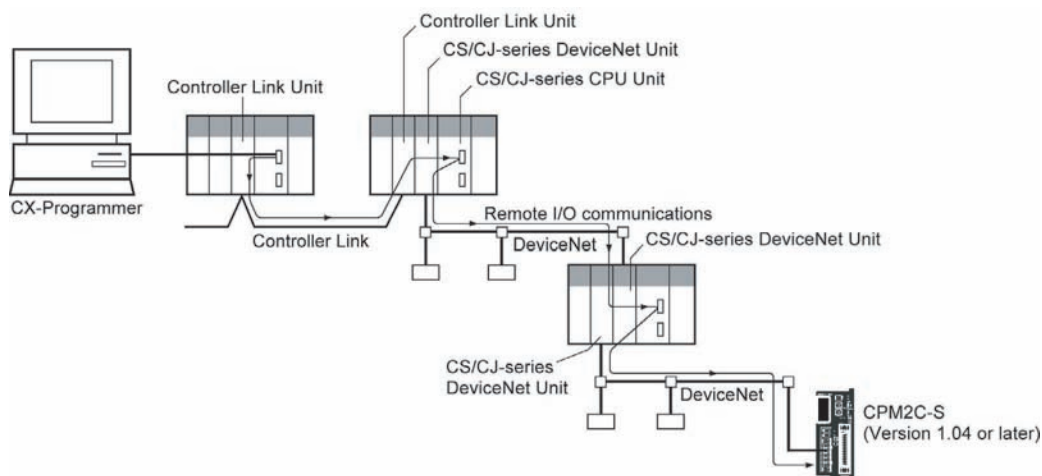 Controller Link Unit
CS/CJ-series DeviceNet Unit
CS/CJ-series CPU Unit
Controller Link Unit
CX-Programmer
Controller Link
Remote I/O communications
DeviceNet
CS/CJ-series DeviceNet Unit
CS/CJ-series
DeviceNet Unit
DeviceNet
CPM2C-S
(Version 1.04 or later)